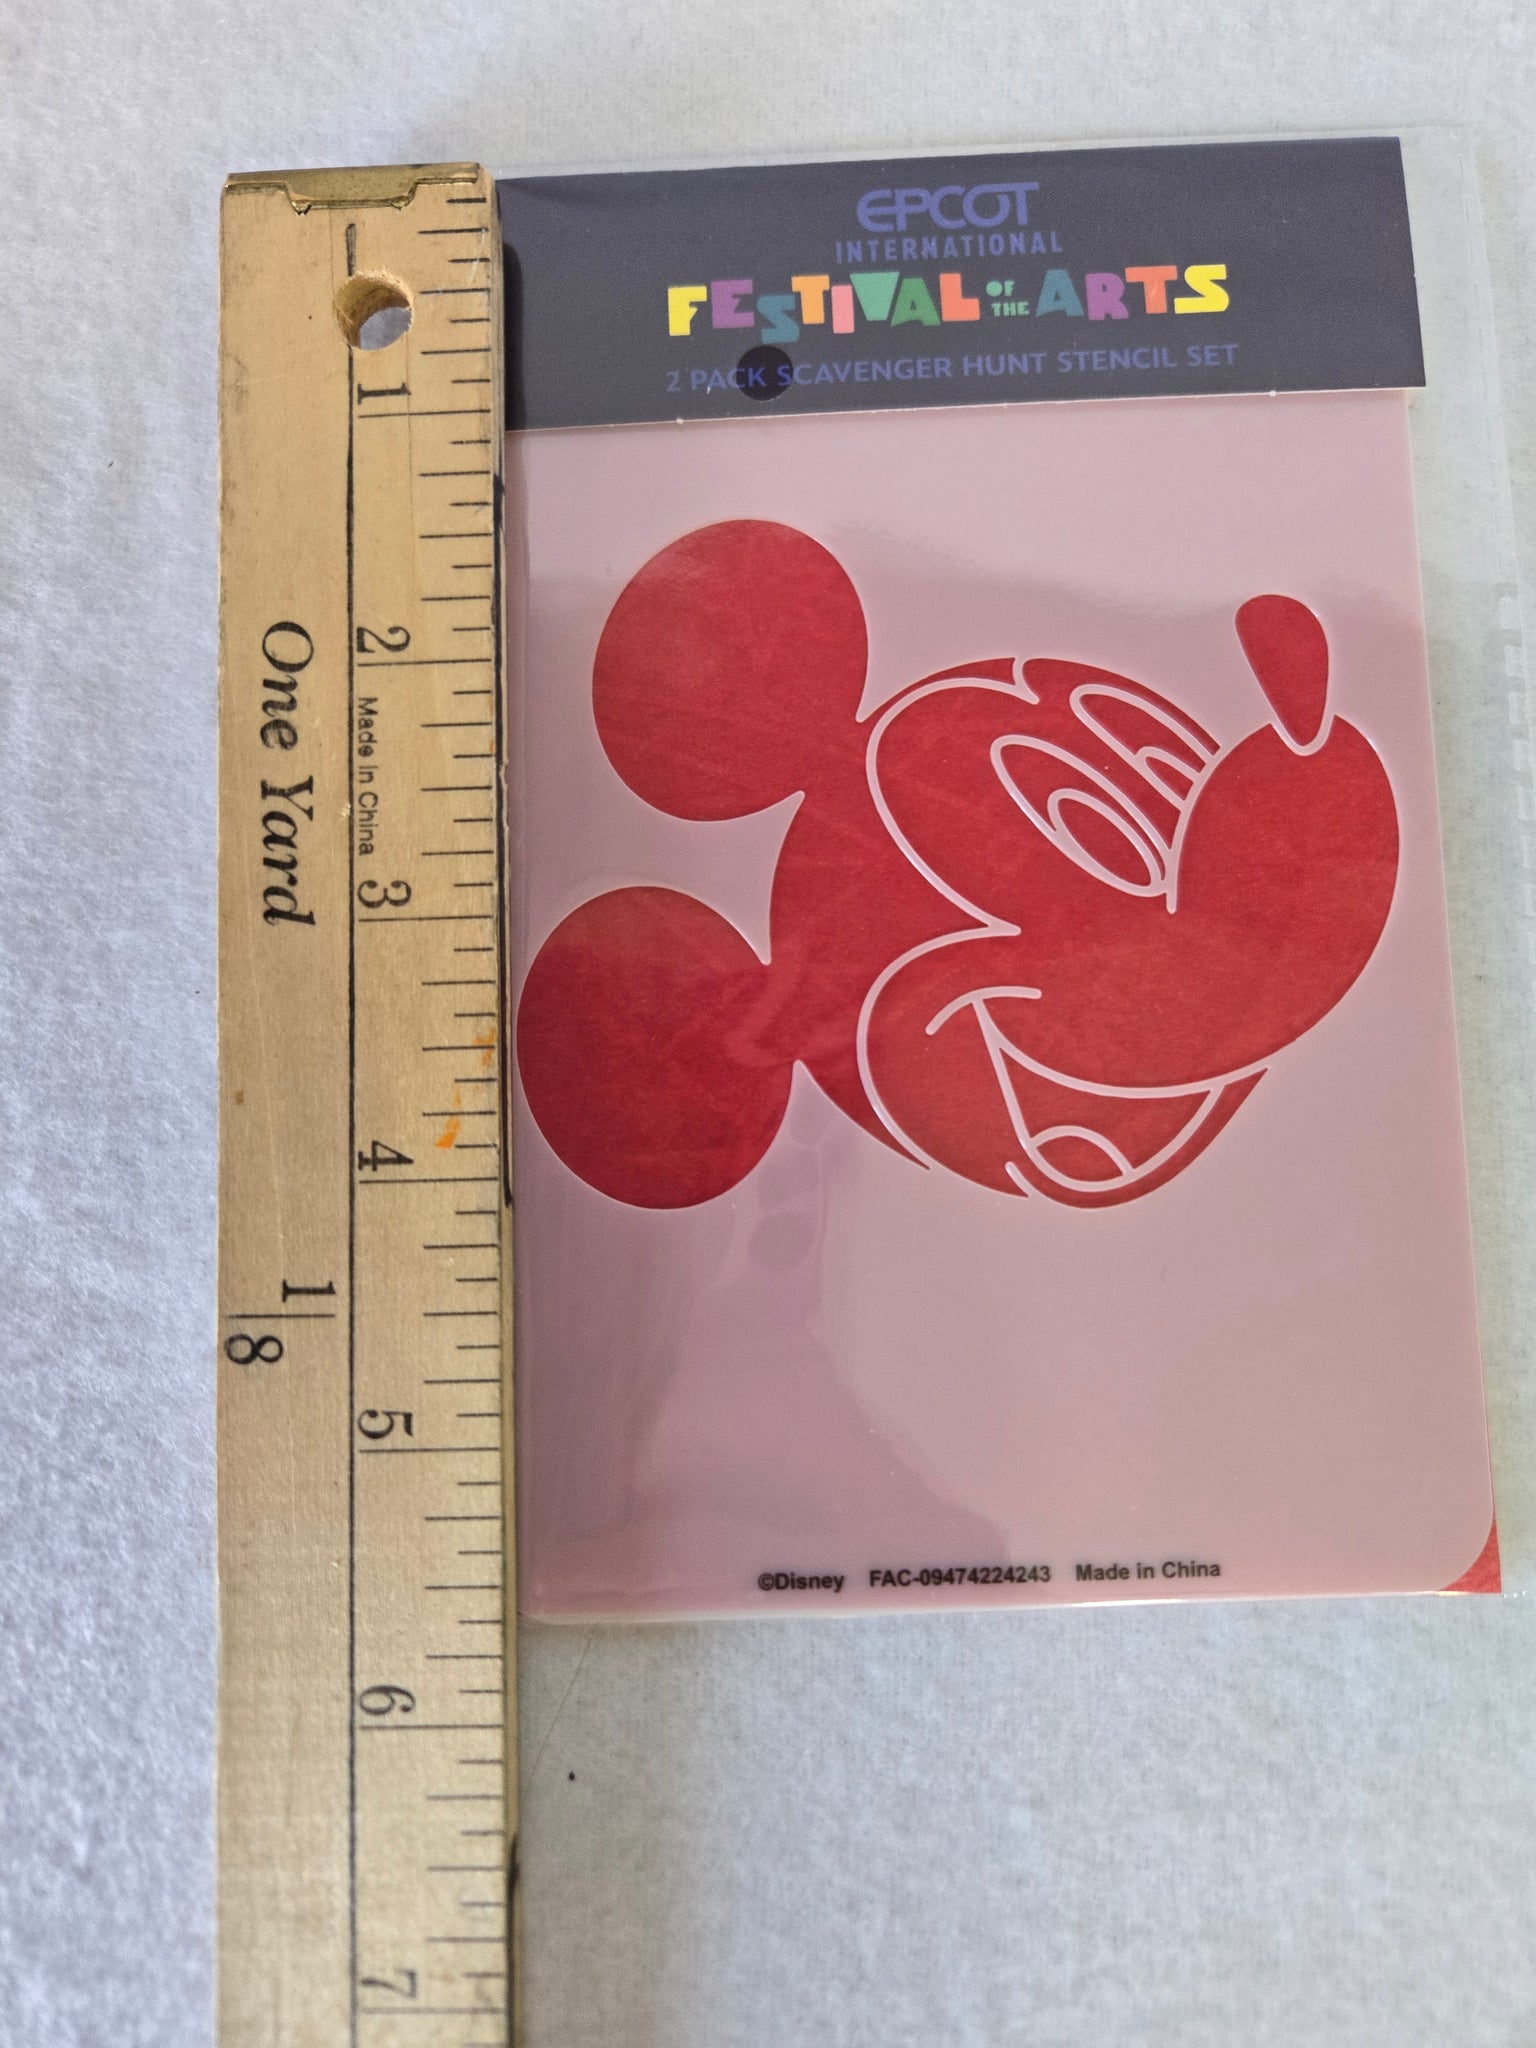 EPCOT
INTERNATIONAL
FESTIVAL OF THE ARTS
2 PACK SCAVENGER HUNT STENCIL SET
©Disney FAC-09474224243 Made in China
One Yard
1
8
1
2
Made in China
3
4
5
6
7